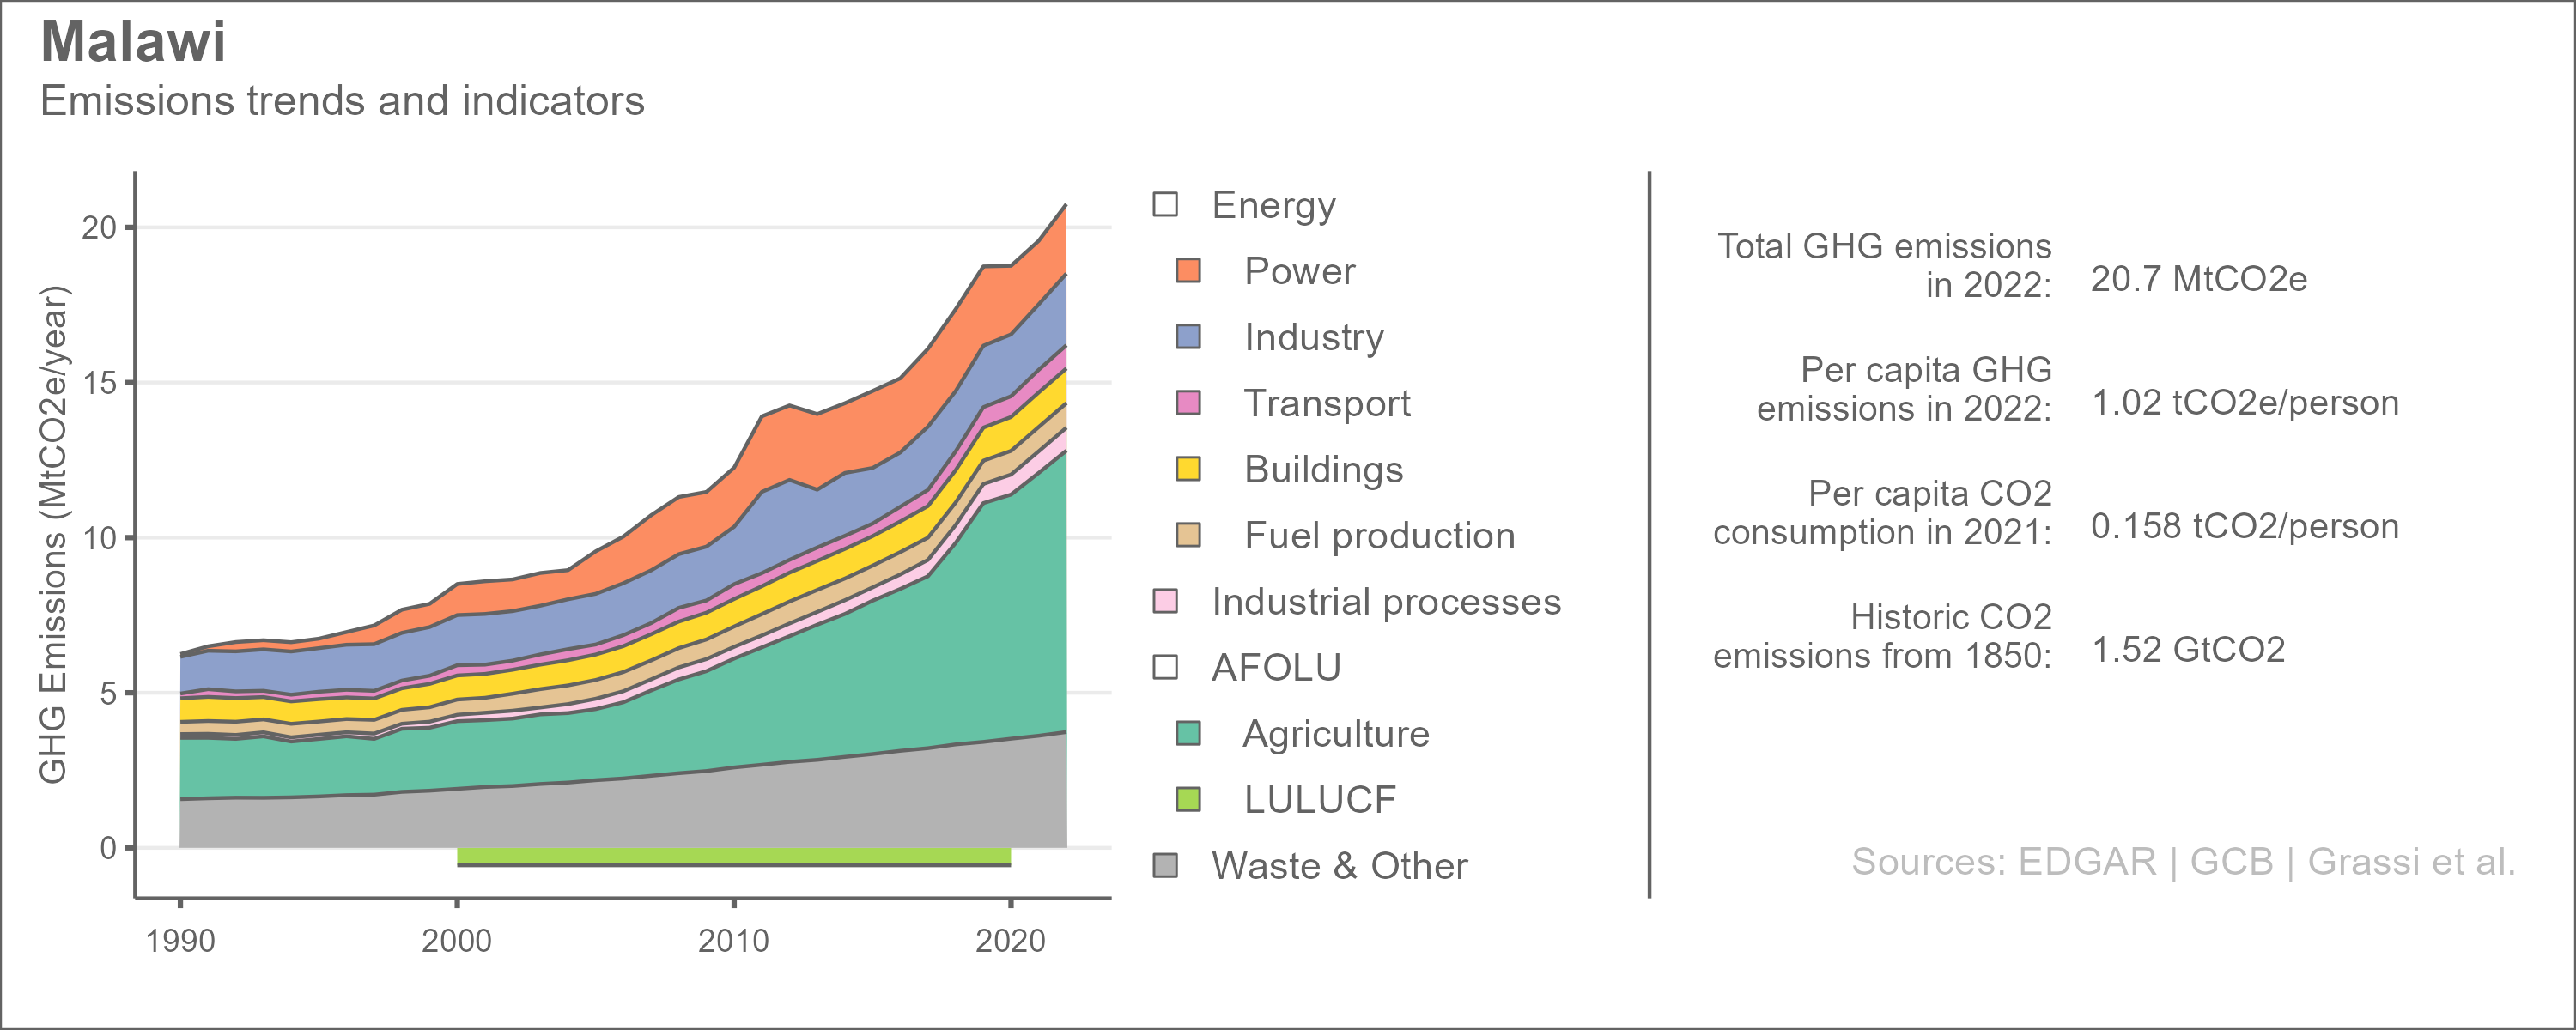 Malawi
Emissions trends and indicators
GHG Emissions (MtCO2e/year)
20
15
10
5
0
1990
2000
2010
2020
Energy
Power
Industry
Transport
Buildings
Fuel production
Industrial processes
AFOLU
Agriculture
LULUCF
Waste & Other
Total GHG emissions
in 2022:
20.7 MtCO2e
Per capita GHG
emissions in 2022:
1.02 tCO2e/person
Per capita CO2
consumption in 2021:
0.158 tCO2/person
Historic CO2
emissions from 1850:
1.52 GtCO2
Sources: EDGAR | GCB | Grassi et al.